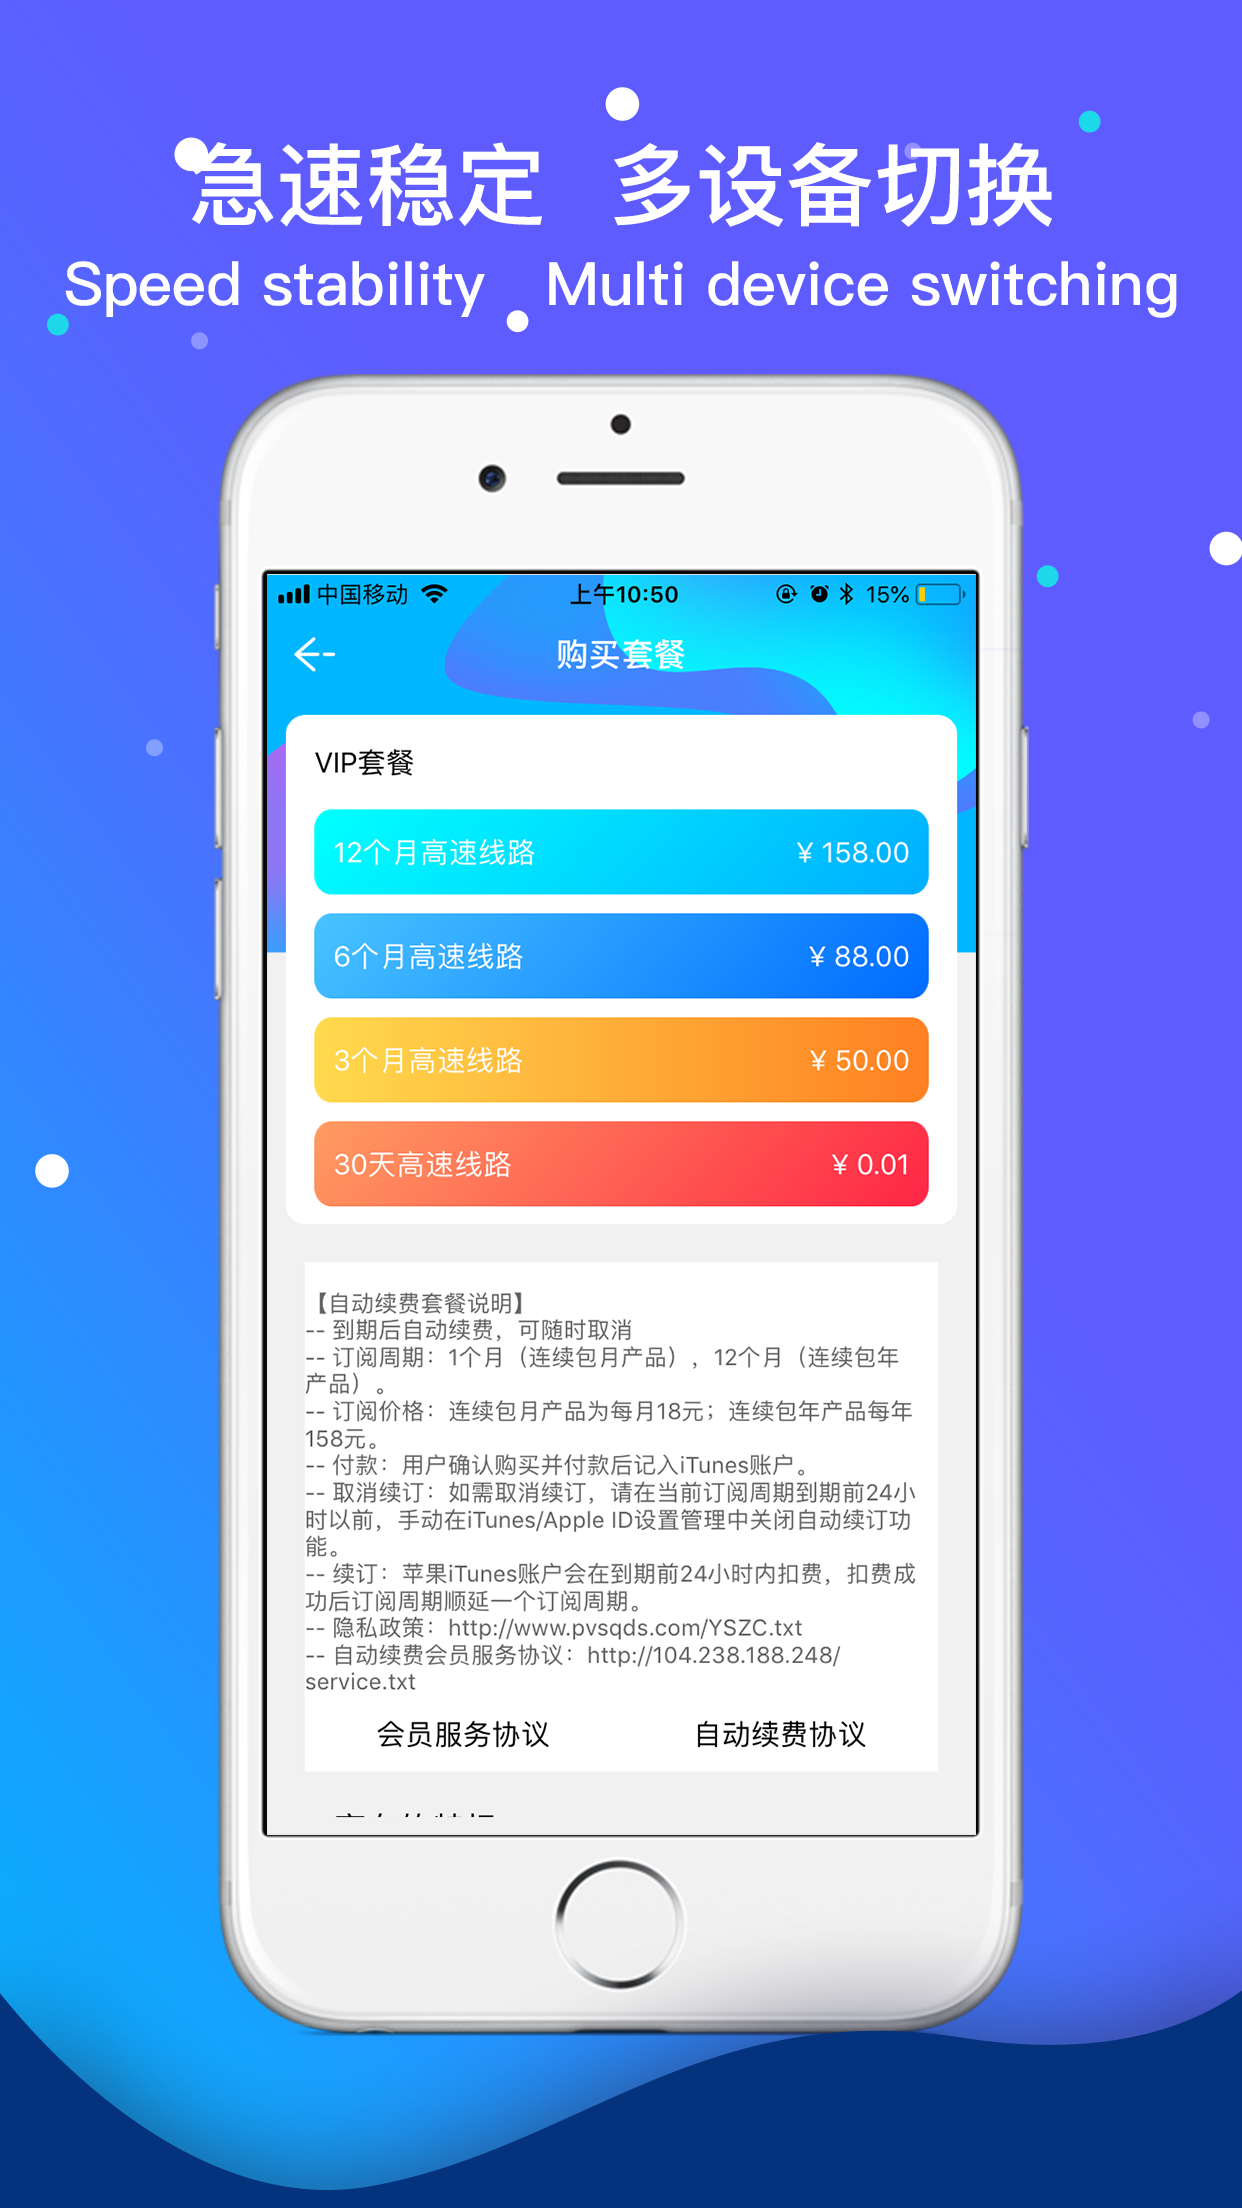 急速稳定 多设备切换
Speed stability Multi device switching
中国移动 上午10:50 15%
购买套餐
VIP套餐
12个月高速线路 ¥ 158.00
6个月高速线路 ¥ 88.00
3个月高速线路 ¥ 50.00
30天高速线路 ¥ 0.01
【自动续费套餐说明】
-- 到期后自动续费，可随时取消
-- 订阅周期：1个月（连续包月产品），12个月（连续包年
产品）。
-- 订阅价格：连续包月产品为每月18元；连续包年产品每年
158元。
-- 付款：用户确认购买并付款后记入iTunes账户。
-- 取消续订：如需取消续订，请在当前订阅周期到期前24小
时以前，手动在iTunes/Apple ID设置管理中关闭自动续订功
能。
-- 续订：苹果iTunes账户会在到期前24小时内扣费，扣费成
功后订阅周期顺延一个订阅周期。
-- 隐私政策：http://www.pvsqds.com/YSZC.txt
-- 自动续费会员服务协议：http://104.238.188.248/
service.txt
会员服务协议 自动续费协议